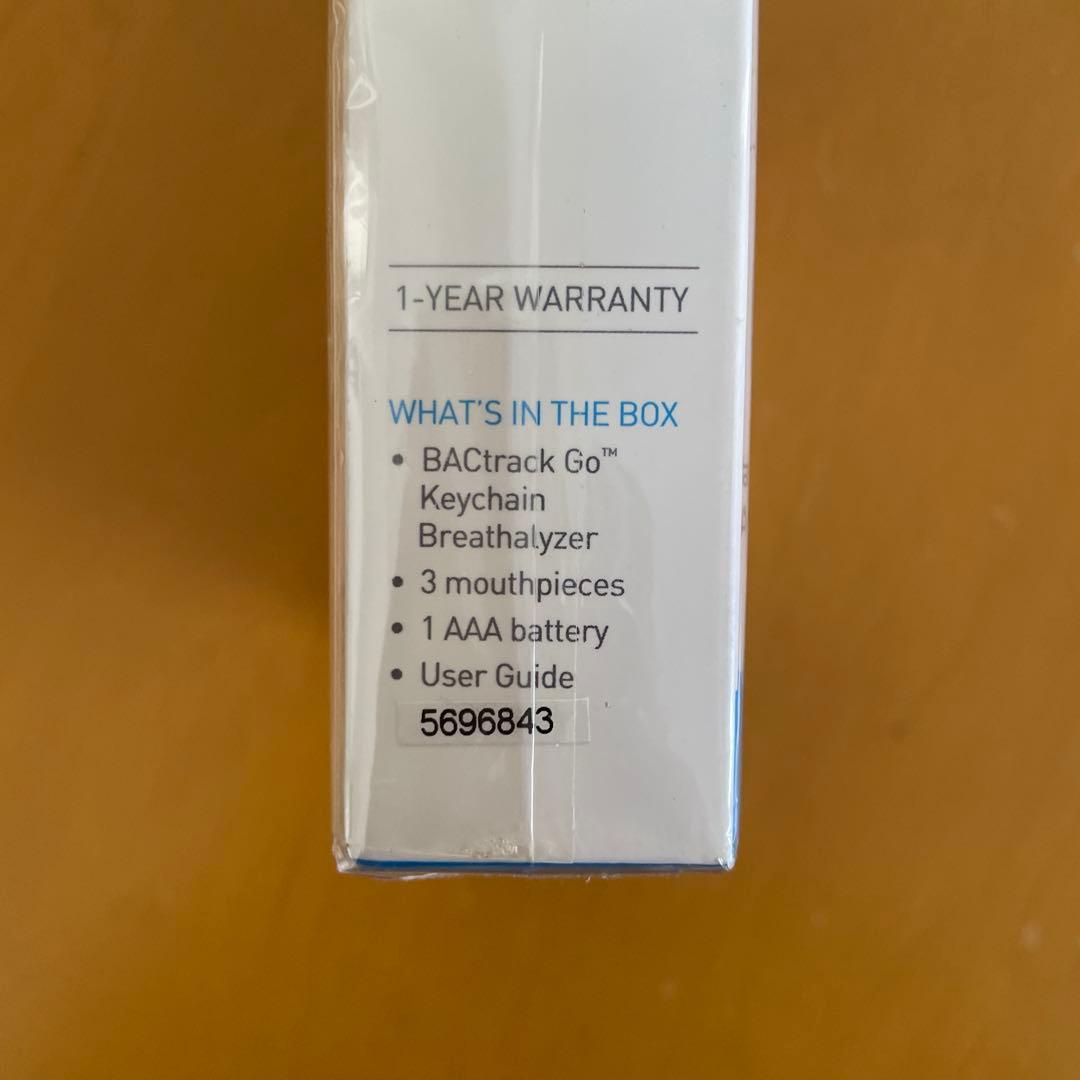 1-YEAR WARRANTY
WHAT'S IN THE BOX
• BACtrack Go™
Keychain
Breathalyzer
• 3 mouthpieces
• 1 AAA battery
• User Guide
5696843